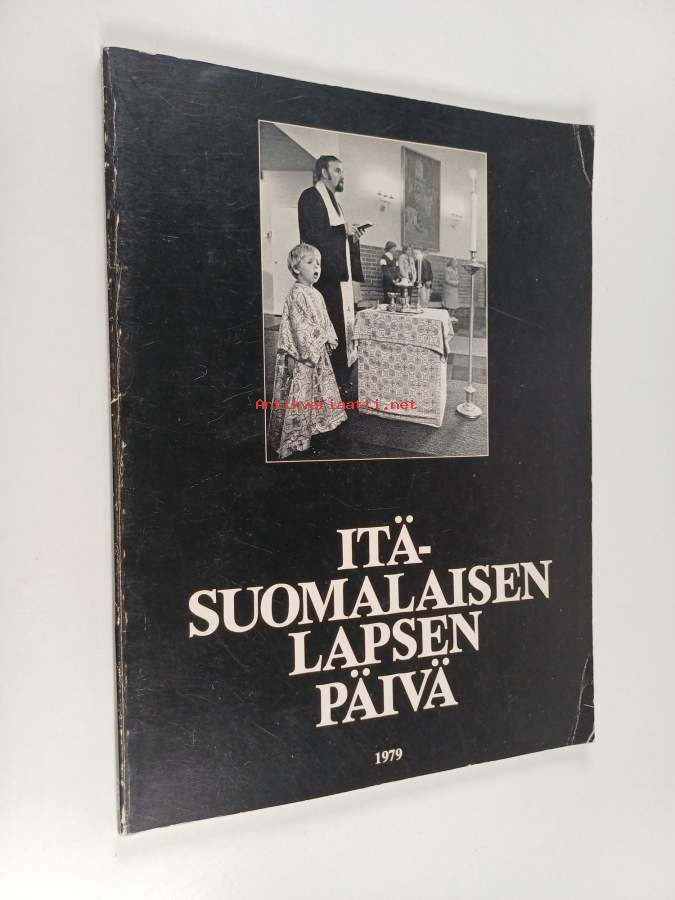 Antikvariaatti.net
ITÄ-
SUOMALAISEN
LAPSEN
PÄIVÄ
1979